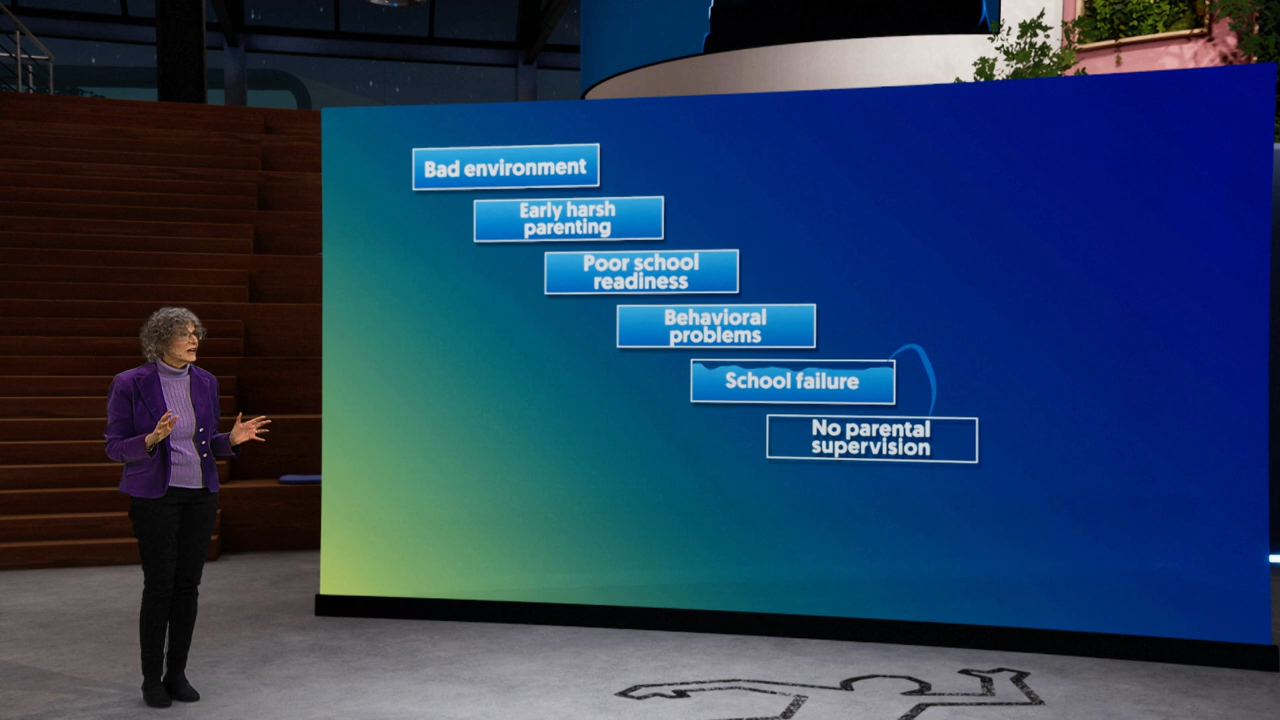 Bad environment
Early harsh
parenting
Poor school
readiness
Behavioral
problems
School failure
No parental
supervision